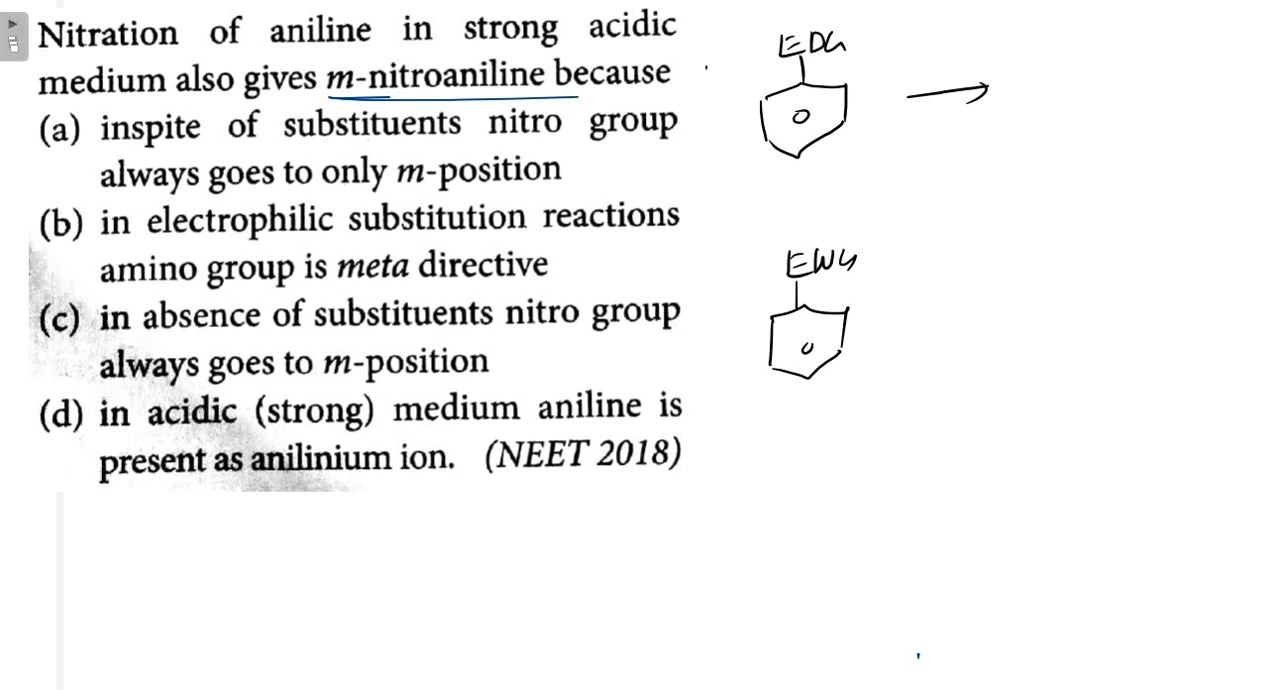 Nitration of aniline in strong acidic
medium also gives m-nitroaniline because
(a) inspite of substituents nitro group
always goes to only m-position
(b) in electrophilic substitution reactions
amino group is meta directive
(c) in absence of substituents nitro group
always goes to m-position
(d) in acidic (strong) medium aniline is
present as anilinium ion. (NEET 2018)
EDG
EWG